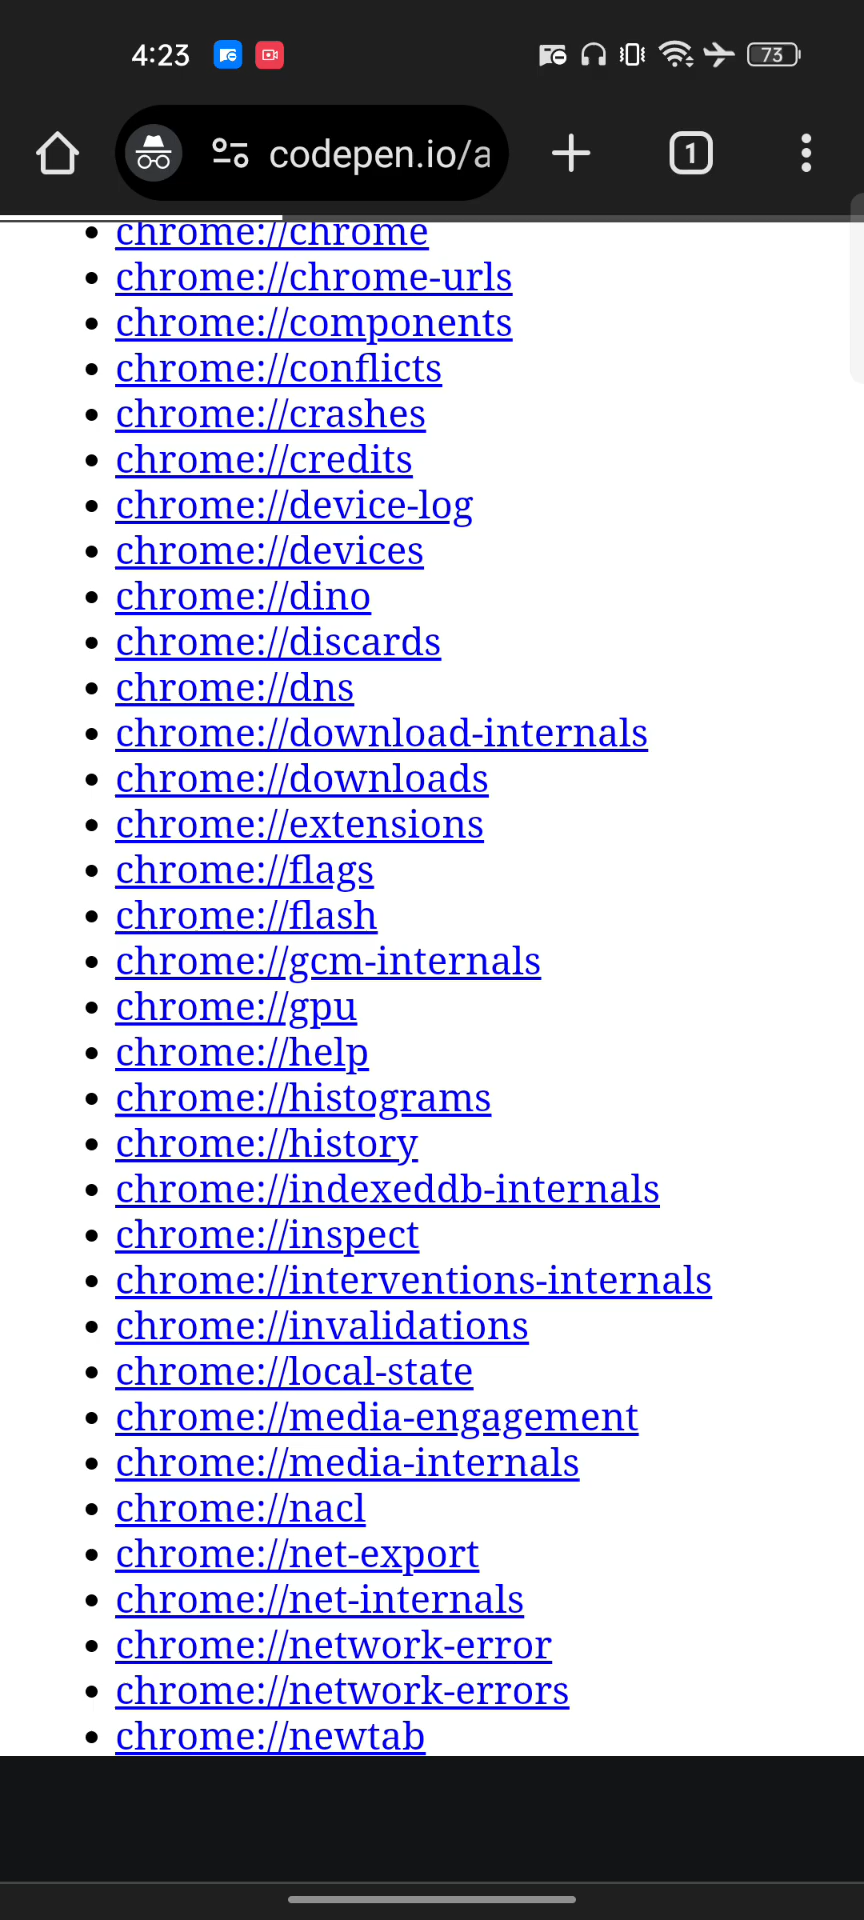 4:23
73
codepen.io/a
1
chrome://chrome
chrome://chrome-urls
chrome://components
chrome://conflicts
chrome://crashes
chrome://credits
chrome://device-log
chrome://devices
chrome://dino
chrome://discards
chrome://dns
chrome://download-internals
chrome://downloads
chrome://extensions
chrome://flags
chrome://flash
chrome://gcm-internals
chrome://gpu
chrome://help
chrome://histograms
chrome://history
chrome://indexeddb-internals
chrome://inspect
chrome://interventions-internals
chrome://invalidations
chrome://local-state
chrome://media-engagement
chrome://media-internals
chrome://nacl
chrome://net-export
chrome://net-internals
chrome://network-error
chrome://network-errors
chrome://newtab